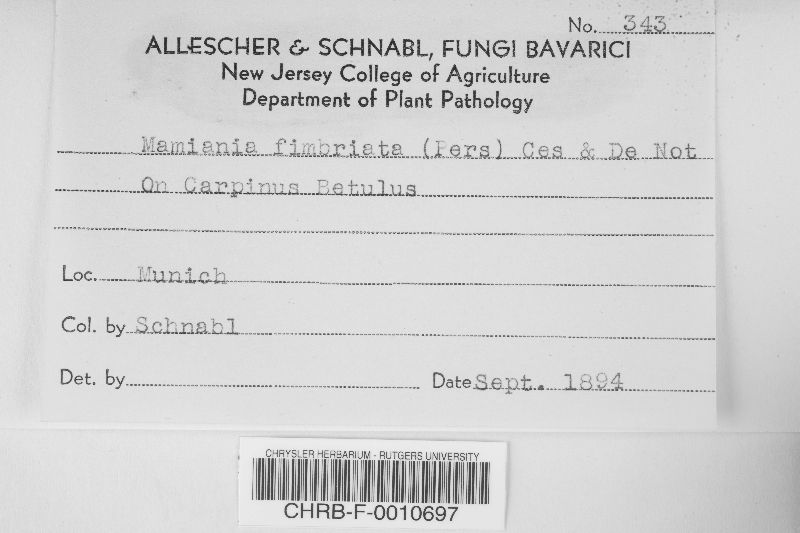 No. 343
ALLESCHER & SCHNABL, FUNGI BAVARICI
New Jersey College of Agriculture
Department of Plant Pathology
Mamiania fimbriata (Pers) Ces & De Not
On Carpinus Betulus
Loc. Munich
Col. by Schnabl
Det. by Date Sept. 1894
CHRYSLER HERBARIUM - RUTGERS UNIVERSITY
CHRB-F-0010697